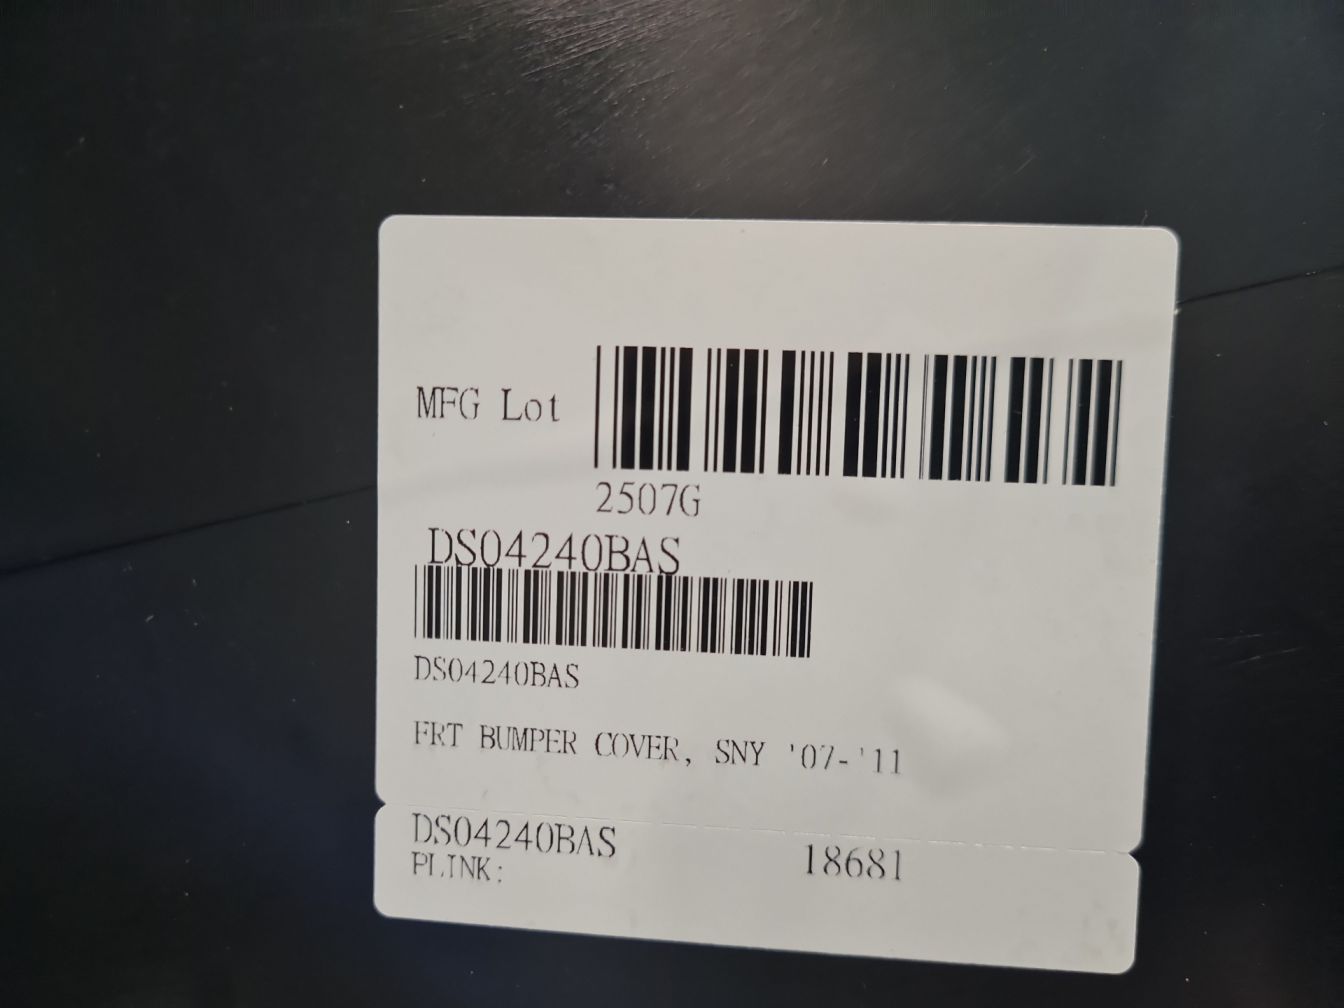 MFG Lot
2507G
DS04240BAS
DS04240BAS
FRT BUMPER COVER, SNY '07-'11
DS04240BAS 18681
PLINK: